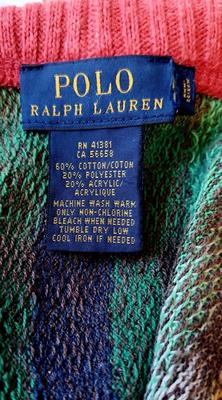 POLO
RALPH LAUREN
RN 41381
CA 56658
60% COTTON/COTON
20% POLYESTER
20% ACRYLIC/
ACRYLIQUE
MACHINE WASH WARM
ONLY NON-CHLORINE
BLEACH WHEN NEEDED
TUMBLE DRY LOW
COOL IRON IF NEEDED